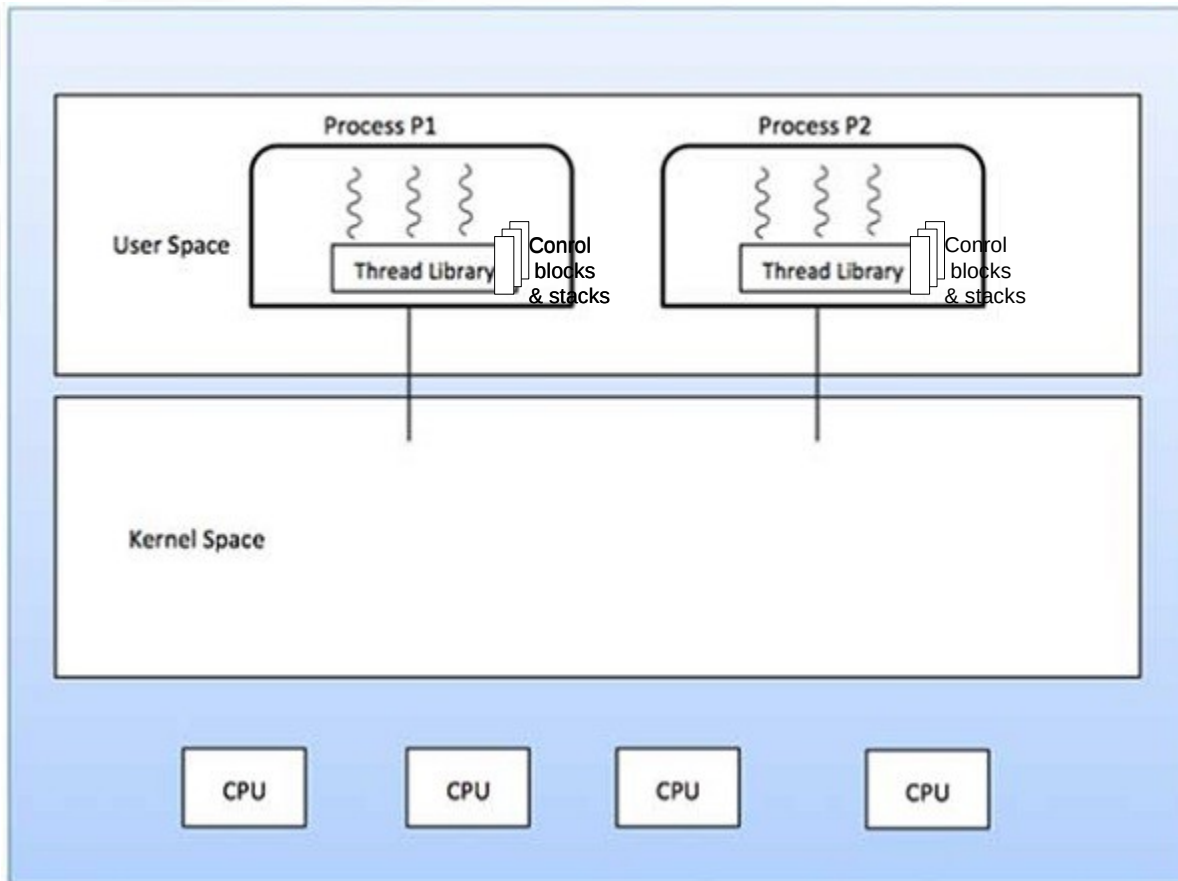 Process P1
Process P2
User Space
Thread Library
Conrol
blocks
& stacks
Thread Library
Conrol
blocks
& stacks
Kernel Space
CPU
CPU
CPU
CPU